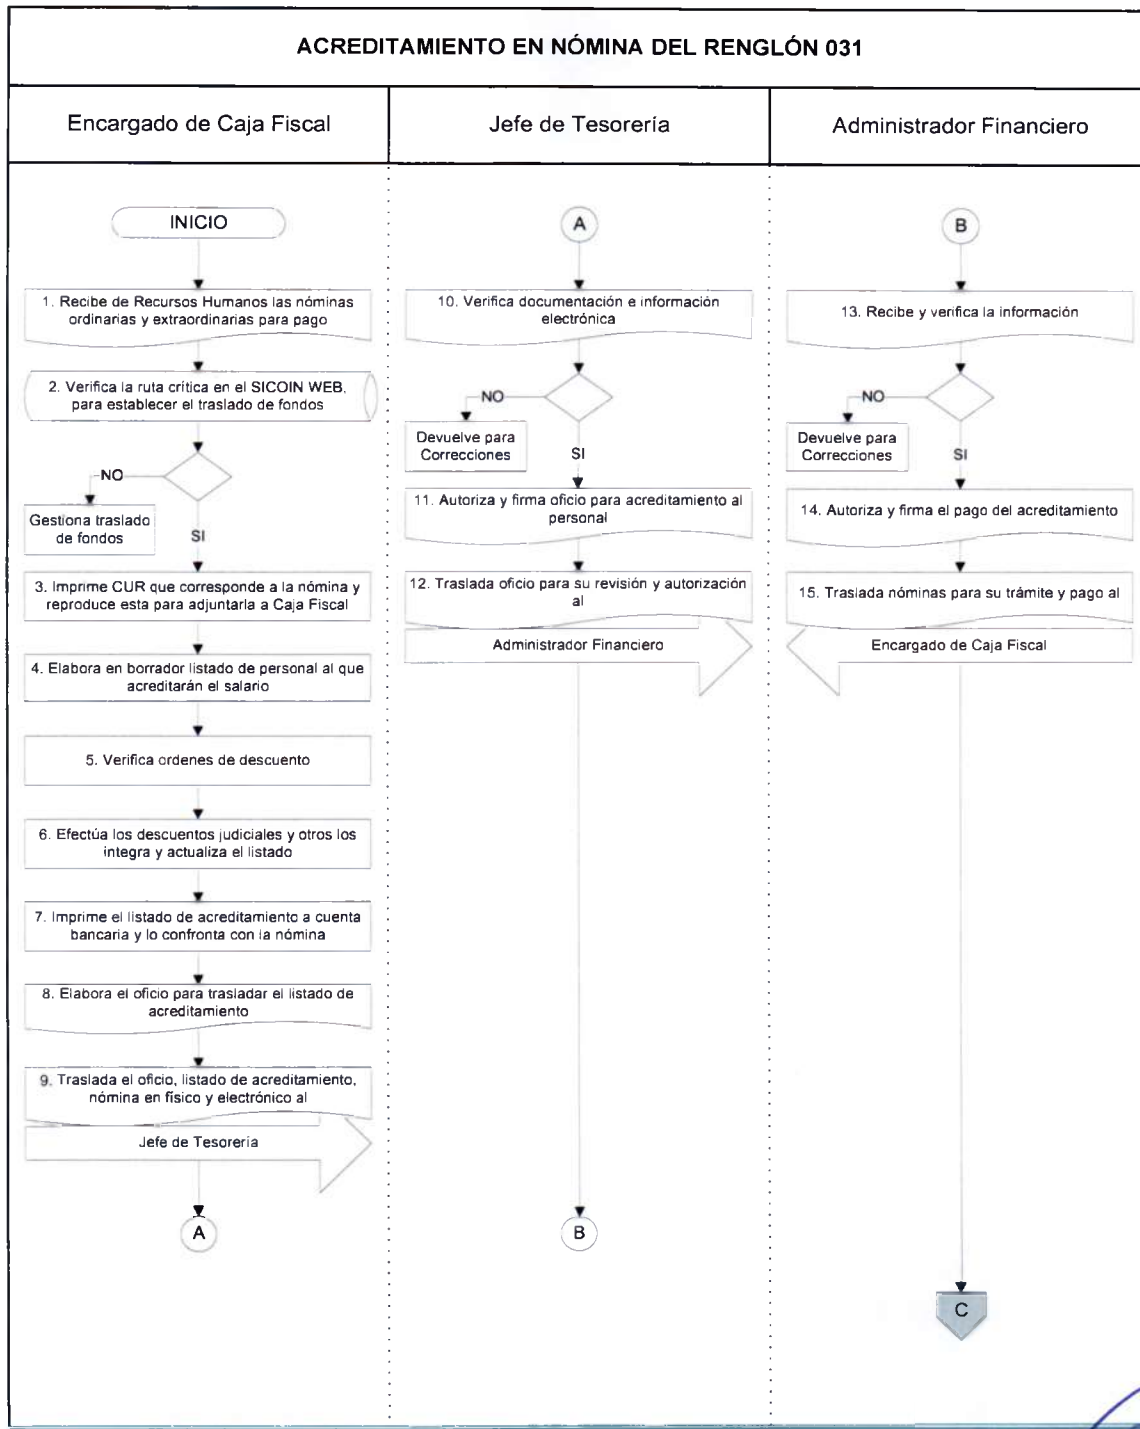 ACREDITAMIENTO EN NÓMINA DEL RENGLÓN 031
Encargado de Caja Fiscal
Jefe de Tesorería
Administrador Financiero
INICIO
1. Recibe de Recursos Humanos las nóminas
ordinarias y extraordinarias para pago
2. Verifica la ruta crítica en el SICOIN WEB,
para establecer el traslado de fondos
NO
Gestiona traslado
de fondos
SI
3. Imprime CUR que corresponde a la nómina y
reproduce esta para adjuntarla a Caja Fiscal
4. Elabora en borrador listado de personal al que
acreditarán el salario
5. Verifica ordenes de descuento
6. Efectúa los descuentos judiciales y otros los
integra y actualiza el listado
7. Imprime el listado de acreditamiento a cuenta
bancaria y lo confronta con la nómina
8. Elabora el oficio para trasladar el listado de
acreditamiento
9. Traslada el oficio, listado de acreditamiento,
nómina en físico y electrónico al
Jefe de Tesorería
A
A
10. Verifica documentación e información
electrónica
NO
Devuelve para
Correcciones
SI
11. Autoriza y firma oficio para acreditamiento al
personal
12. Traslada oficio para su revisión y autorización
al
Administrador Financiero
B
B
13. Recibe y verifica la información
NO
Devuelve para
Correcciones
SI
14. Autoriza y firma el pago del acreditamiento
15. Traslada nóminas para su trámite y pago al
Encargado de Caja Fiscal
C